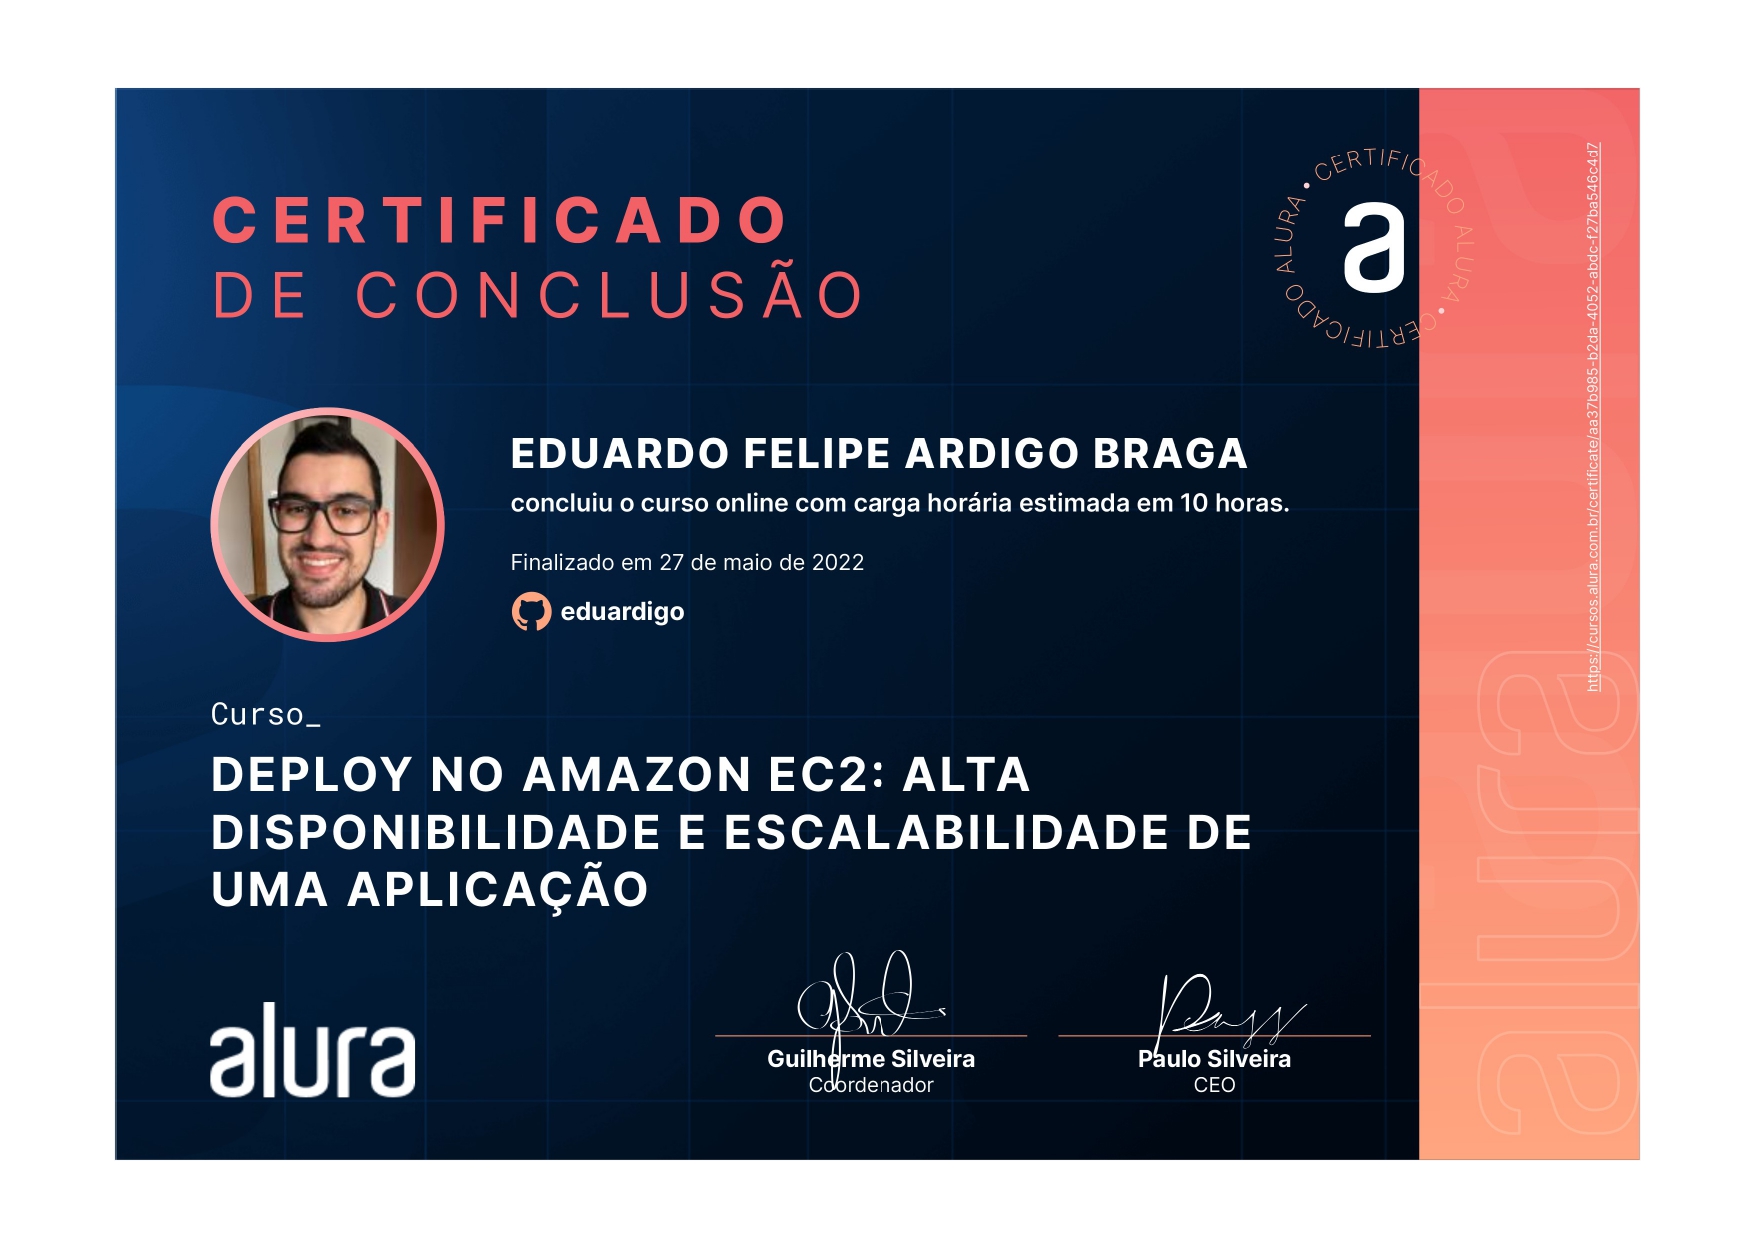 CERTIFICADO
DE CONCLUSÃO
CERTIFICADO ALURA • CERTIFICADO ALURA •
a
EDUARDO FELIPE ARDIGO BRAGA
concluiu o curso online com carga horária estimada em 10 horas.
Finalizado em 27 de maio de 2022
eduardigo
Curso_
DEPLOY NO AMAZON EC2: ALTA
DISPONIBILIDADE E ESCALABILIDADE DE
UMA APLICAÇÃO
alura
Guilherme Silveira
Coordenador
Paulo Silveira
CEO
https://cursos.alura.com.br/certificate/aa37b985-b2da-4052-abdc-f27ba546c4d7
alura